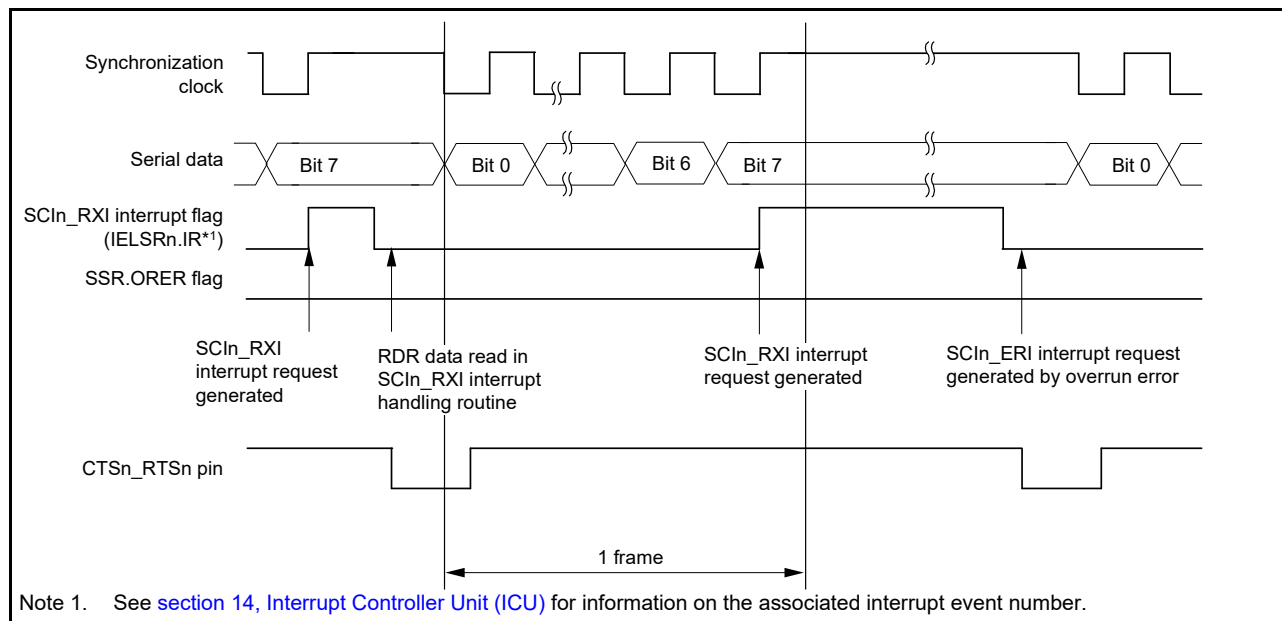 Synchronization
clock
Serial data
Bit 7
Bit 0
Bit 6
Bit 7
Bit 0
SCIn_RXI interrupt flag
(IELSRn.IR*1)
SSR.ORER flag
SCIn_RXI
interrupt request
generated
RDR data read in
SCIn_RXI interrupt
handling routine
SCIn_RXI interrupt
request generated
SCIn_ERI interrupt request
generated by overrun error
CTSn_RTSn pin
1 frame
Note 1. See section 14, Interrupt Controller Unit (ICU) for information on the associated interrupt event number.